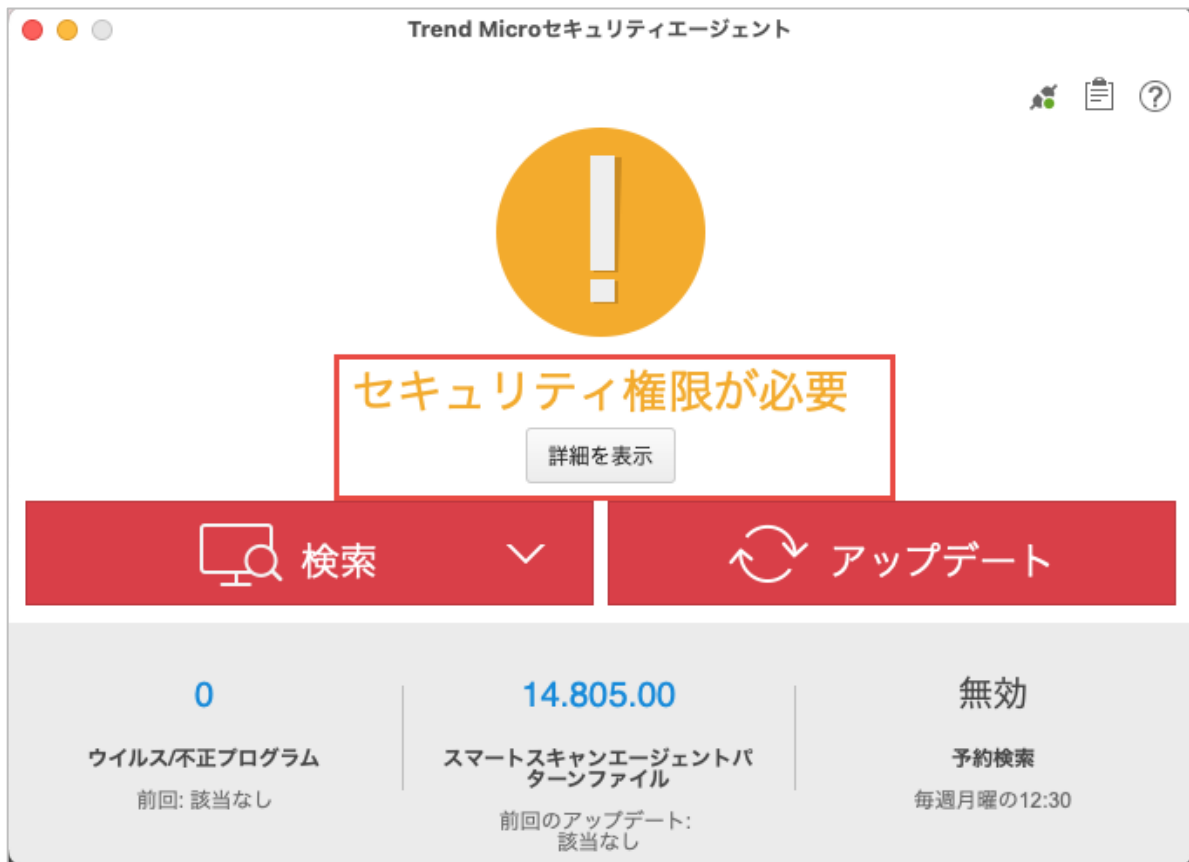 Trend Microセキュリティエージェント
セキュリティ権限が必要
詳細を表示
検索
アップデート
0
ウイルス/不正プログラム
前回: 該当なし
14.805.00
スマートスキャンエージェントパ
ターンファイル
前回のアップデート:
該当なし
無効
予約検索
毎週月曜の12:30